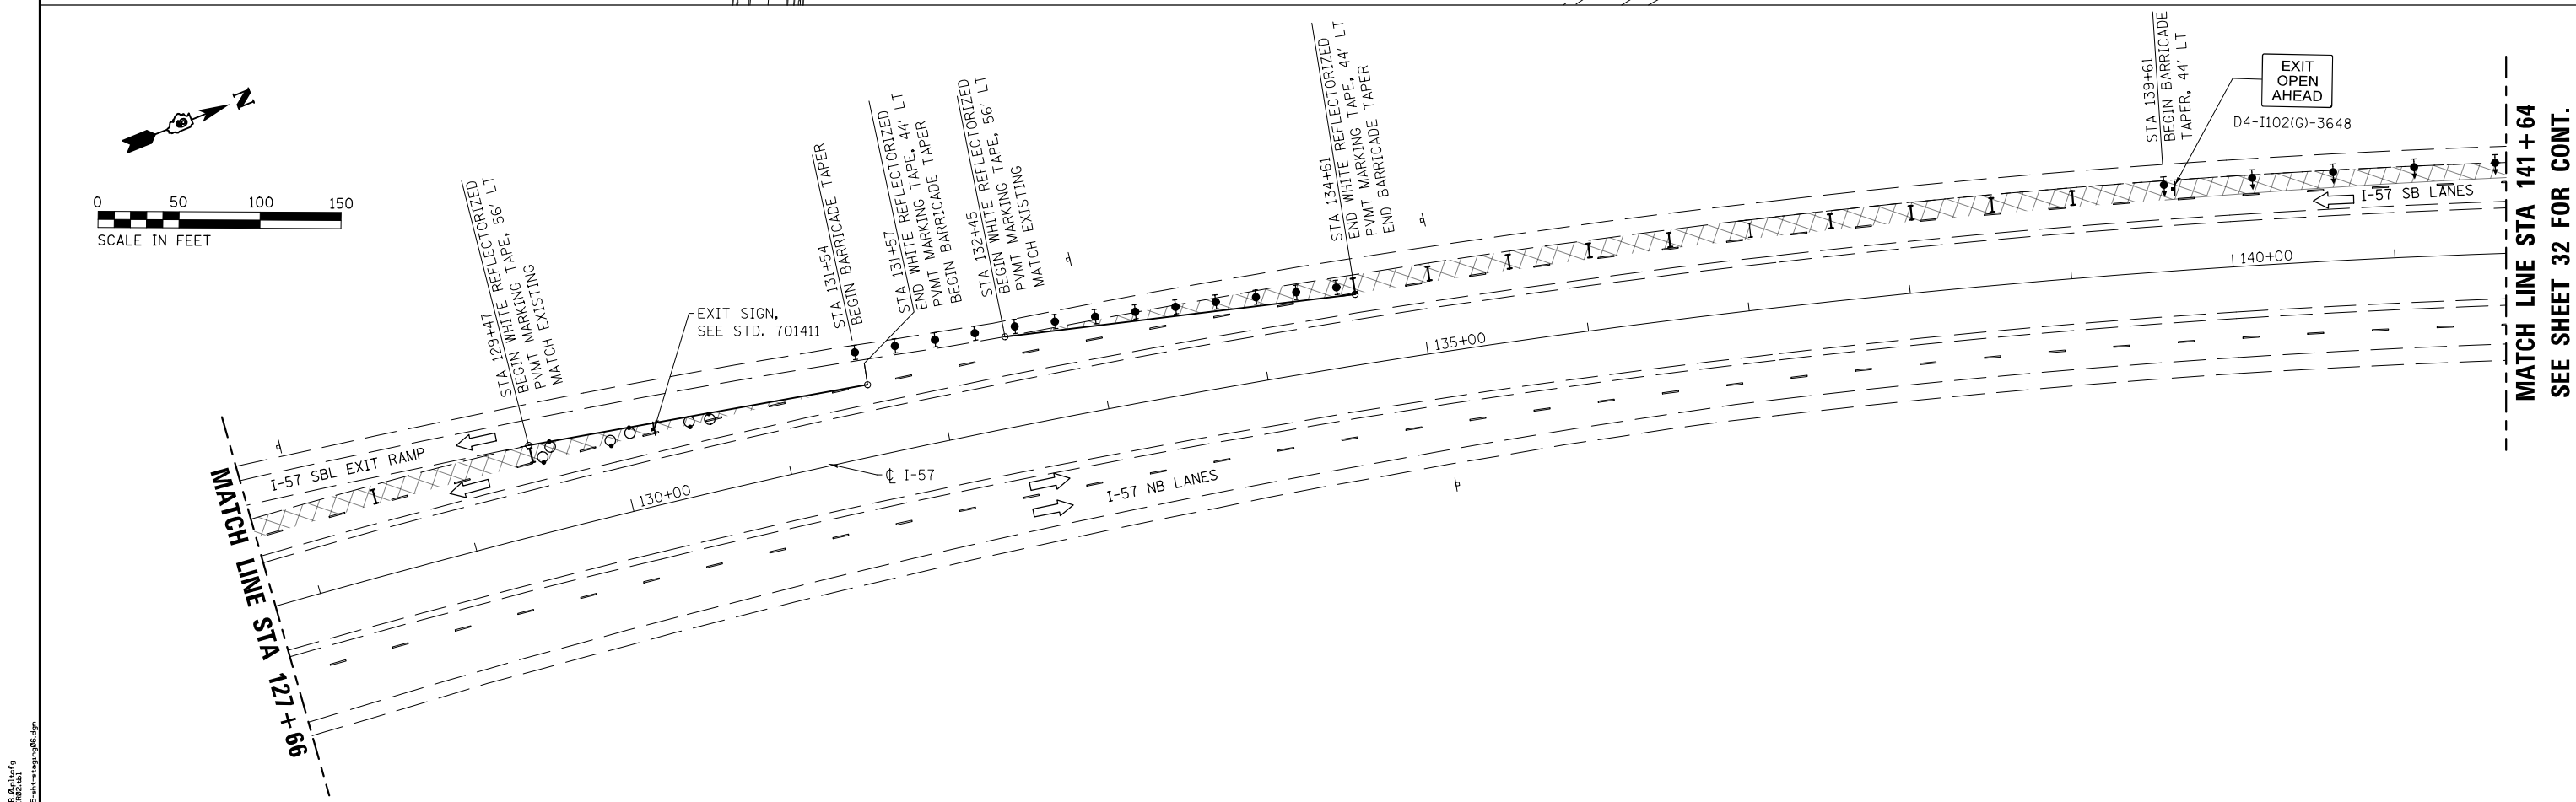 N
0 50 100 150
SCALE IN FEET
STA 129+47
BEGIN WHITE REFLECTORIZED
PVMT MARKING TAPE, 56' LT
MATCH EXISTING
EXIT SIGN,
SEE STD. 701411
STA 131+54
BEGIN BARRICADE TAPER
STA 131+57
END WHITE REFLECTORIZED
PVMT MARKING TAPE, 44' LT
BEGIN BARRICADE TAPER
STA 132+45
BEGIN WHITE REFLECTORIZED
PVMT MARKING TAPE, 56' LT
MATCH EXISTING
STA 134+61
END WHITE REFLECTORIZED
PVMT MARKING TAPE, 44' LT
END BARRICADE TAPER
STA 139+61
BEGIN BARRICADE
TAPER, 44' LT
EXIT
OPEN
AHEAD
D4-I102(G)-3648
I-57 SB LANES
140+00
135+00
130+00
℄ I-57
I-57 NB LANES
I-57 SBL EXIT RAMP
MATCH LINE STA 127+66
MATCH LINE STA 141+64
SEE SHEET 32 FOR CONT.